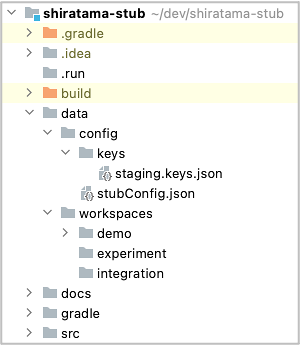 shiratama-stub ~/dev/shiratama-stub
.gradle
.idea
.run
build
data
config
keys
staging.keys.json
stubConfig.json
workspaces
demo
experiment
integration
docs
gradle
src